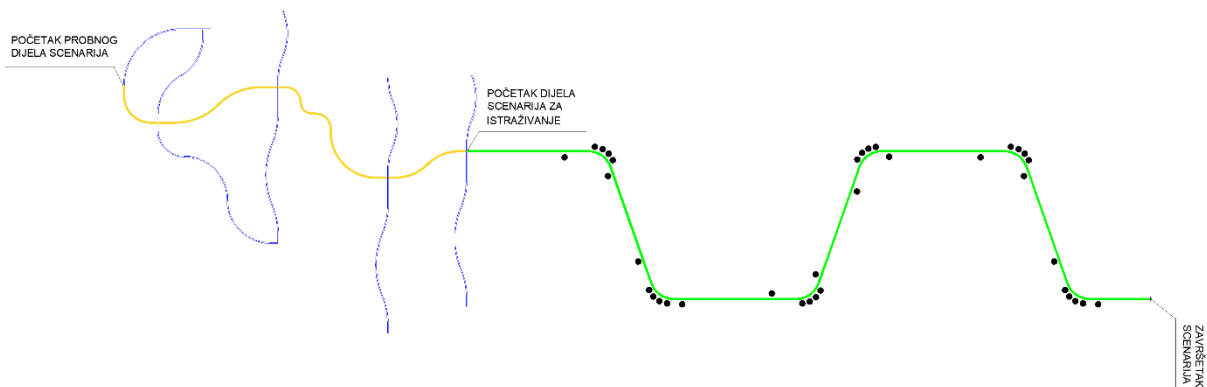 POČETAK PROBNOG
DIJELA SCENARIJA
POČETAK DIJELA
SCENARIJA ZA
ISTRAŽIVANJE
ZAVRŠETAK
SCENARIJA